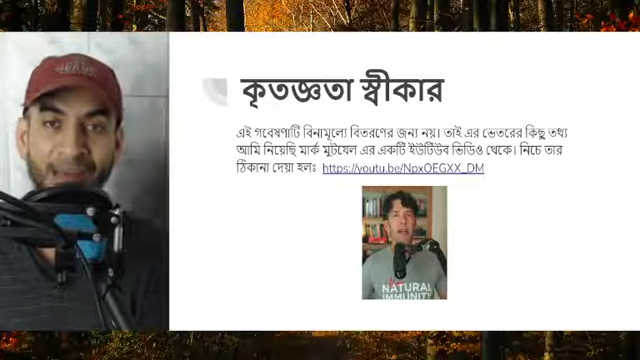 কৃতজ্ঞতা স্বীকার
এই গবেষণাটি বিনামূল্যে বিতরণের জন্য নয়। তাই এর ভেতরের কিছু তথ্য
আমি নিয়েছি মার্ক মুটযেল এর একটি ইউটিউব ভিডিও থেকে। নিচে তার
ঠিকানা দেয়া হলঃ https://youtu.be/NpxOEGXX_DM
NATURAL
IMMUNITY